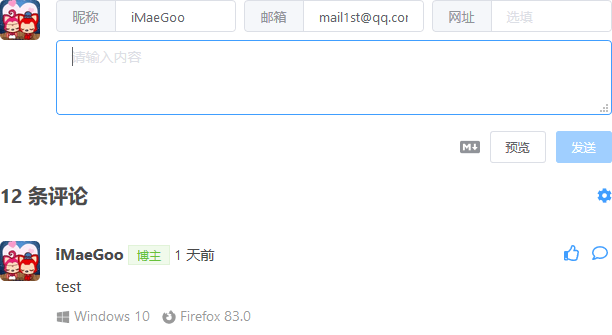 昵称 iMaeGoo 邮箱 mail1st@qq.com 网址 选填
请输入内容
M 预览 发送
12 条评论
iMaeGoo 博主 1 天前
test
Windows 10 Firefox 83.0